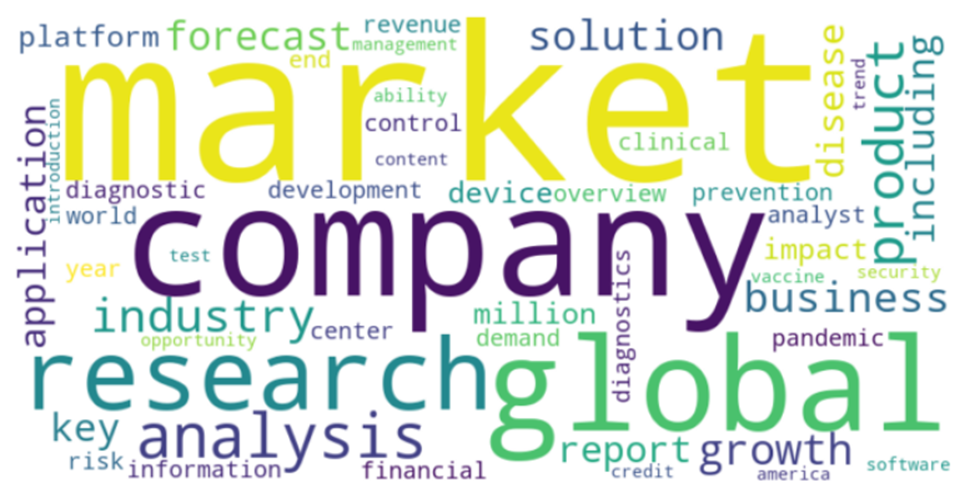 platform
forecast
revenue
management
end
solution
market
disease
trend
product
including
ability
control
content
clinical
application
introduction
diagnostic
development
device
overview
prevention
world
company
analyst
year
test
impact
vaccine
security
diagnostics
business
industry
center
million
opportunity
demand
pandemic
research
global
key
analysis
report
growth
risk
information
financial
credit
america
software